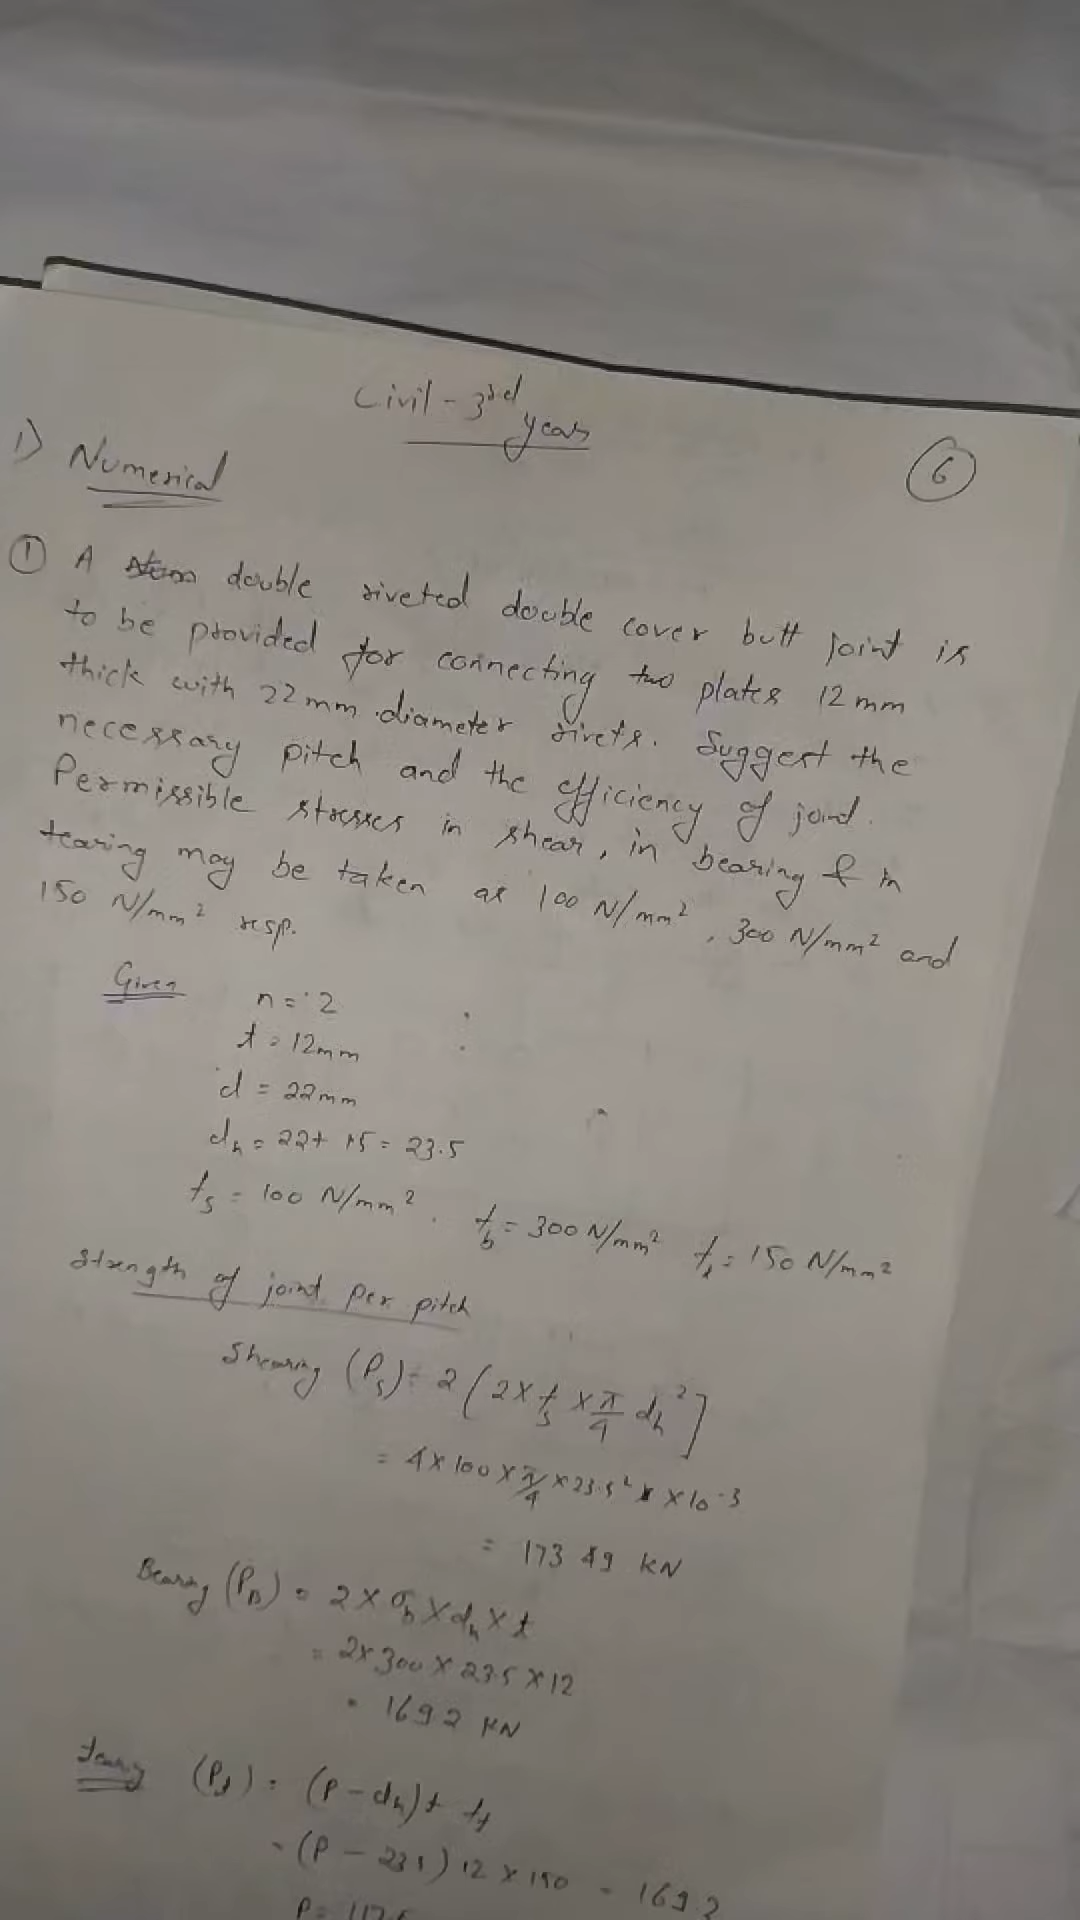 Civil - 3rd year
6
1) Numerical
① A double riveted double cover butt joint is
to be provided for connecting two plates 12 mm
thick with 22 mm diameter rivets. Suggest the
necessary pitch and the efficiency of joint.
Permissible stresses in shear, in bearing & in
tearing may be taken as 100 N/mm², 300 N/mm² and
150 N/mm² resp.
Given
n = 2
t = 12mm
d = 22mm
dh = 22 + 1.5 = 23.5
fs = 100 N/mm². fb = 300 N/mm² ft = 150 N/mm²
Strength of joint per pitch
Shearing (Ps) = 2 [2 × fs × π/4 dh²]
= 4 × 100 × π/4 × 23.5² × 10-3
= 173.49 KN
Bearing (PB) = 2 × σb × dh × t
= 2 × 300 × 23.5 × 12
= 169.2 KN
Tearing (Pt) = (P - dh) t ft
= (P - 23.5) 12 × 150 = 169.2
P = 117.5